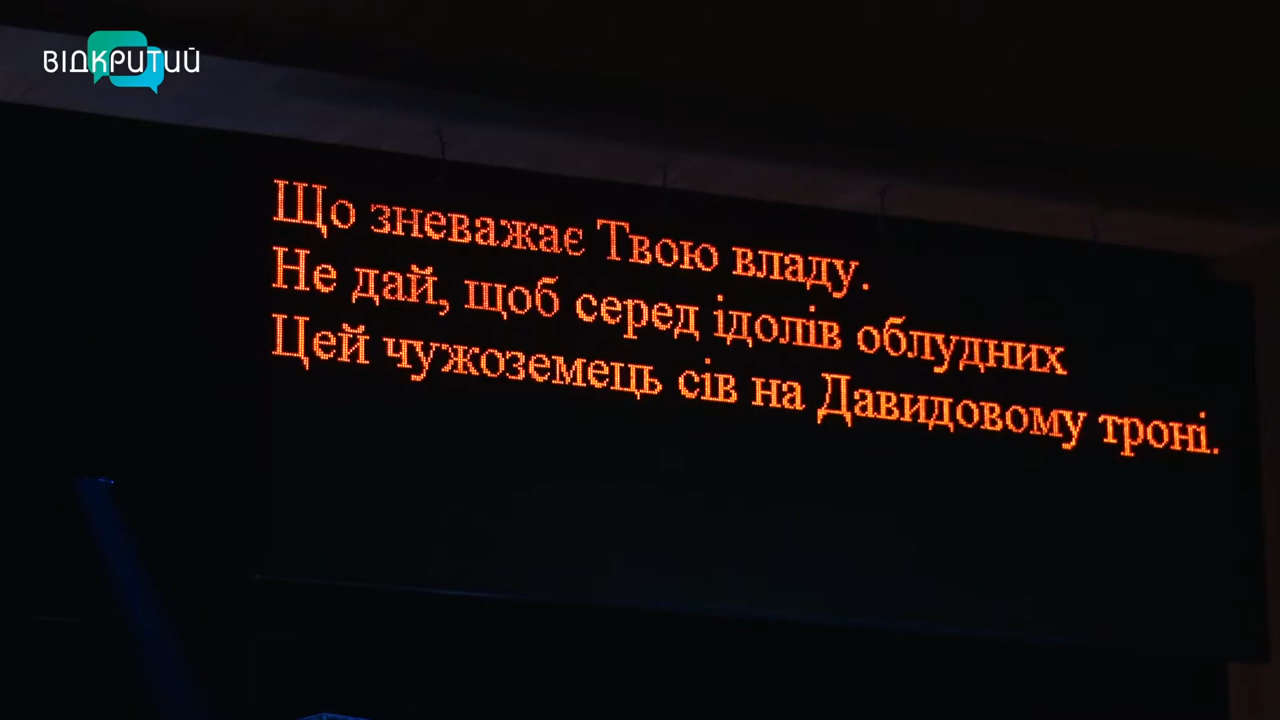 ВІДКРИТИЙ
Що зневажає Твою владу.
Не дай, щоб серед ідолів облудних
Цей чужоземець сів на Давидовому троні.